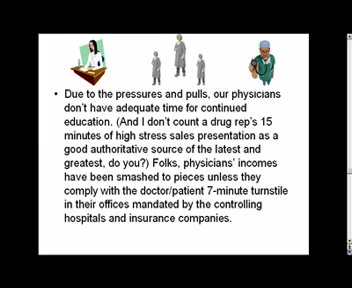 • Due to the pressures and pulls, our physicians
don't have adequate time for continued
education. (And I don't count a drug rep's 15
minutes of high stress sales presentation as a
good authoritative source of the latest and
greatest, do you?) Folks, physicians' incomes
have been smashed to pieces unless they
comply with the doctor/patient 7-minute turnstile
in their offices mandated by the controlling
hospitals and insurance companies.